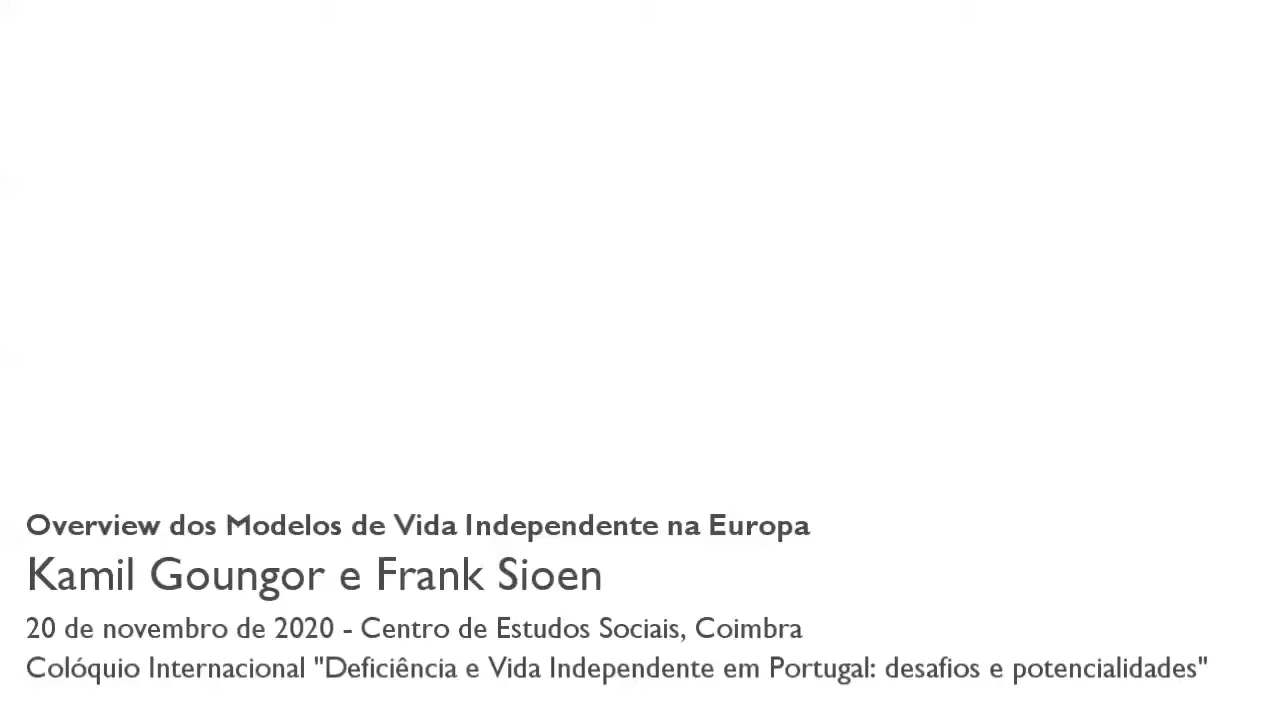 Overview dos Modelos de Vida Independente na Europa
Kamil Goungor e Frank Sioen
20 de novembro de 2020 - Centro de Estudos Sociais, Coimbra
Colóquio Internacional "Deficiência e Vida Independente em Portugal: desafios e potencialidades"